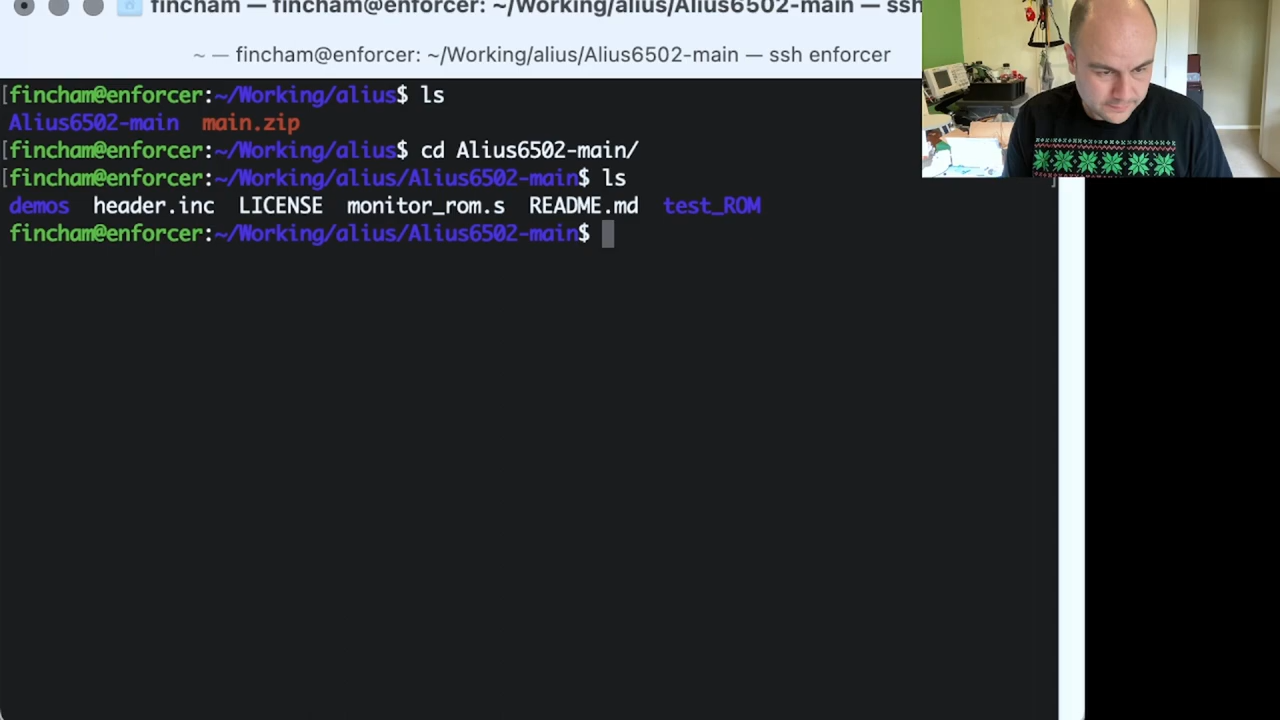 fincham — fincham@enforcer: ~/Working/alius/Alius6502-main — ssh
~ — fincham@enforcer: ~/Working/alius/Alius6502-main — ssh enforcer
[fincham@enforcer:~/Working/alius$ ls
Alius6502-main main.zip
[fincham@enforcer:~/Working/alius$ cd Alius6502-main/
[fincham@enforcer:~/Working/alius/Alius6502-main$ ls ]
demos header.inc LICENSE monitor_rom.s README.md test_ROM
fincham@enforcer:~/Working/alius/Alius6502-main$